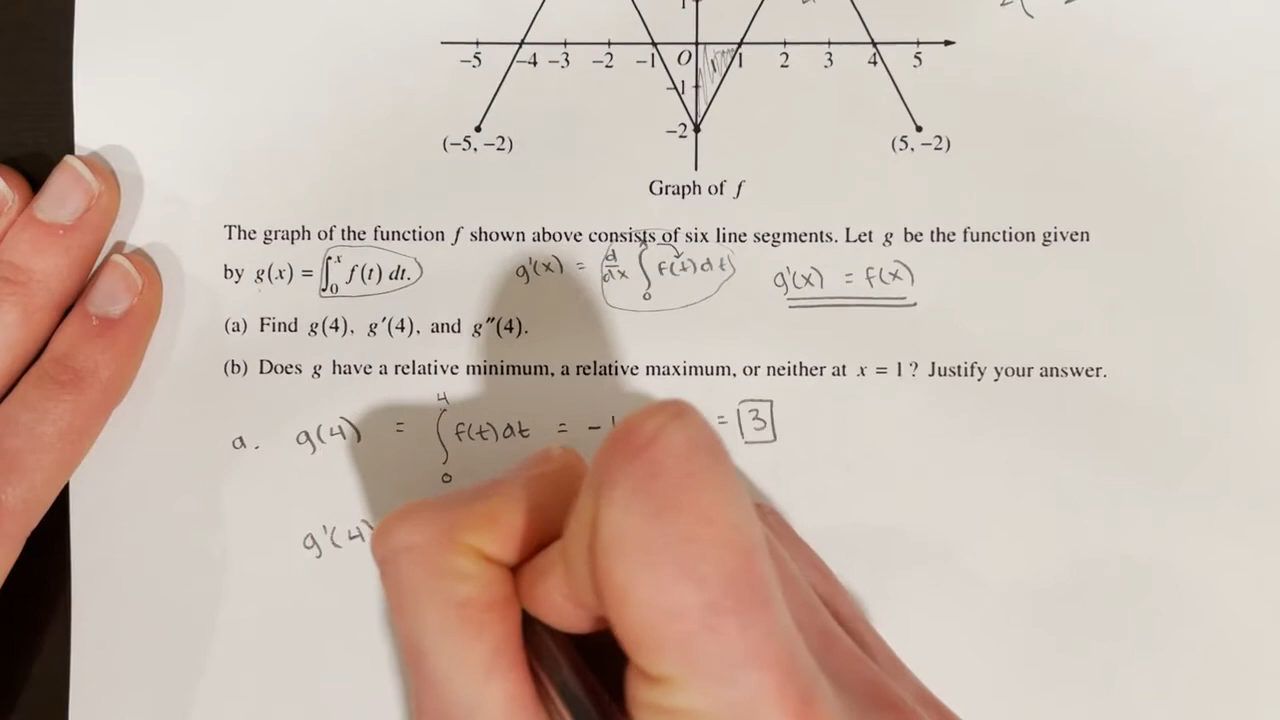 1
-5 -4 -3 -2 -1 O 1 2 3 4 5
-1
-2
(-5, -2) (5, -2)
Graph of f
The graph of the function f shown above consists of six line segments. Let g be the function given
by g(x) = ∫₀ˣ f(t) dt. g'(x) = d/dx ∫₀ f(t)dt g'(x) = f(x)
(a) Find g(4), g′(4), and g″(4).
(b) Does g have a relative minimum, a relative maximum, or neither at x = 1? Justify your answer.
a. g(4) = ∫₀⁴ f(t)dt = -1 = 3
g'(4)